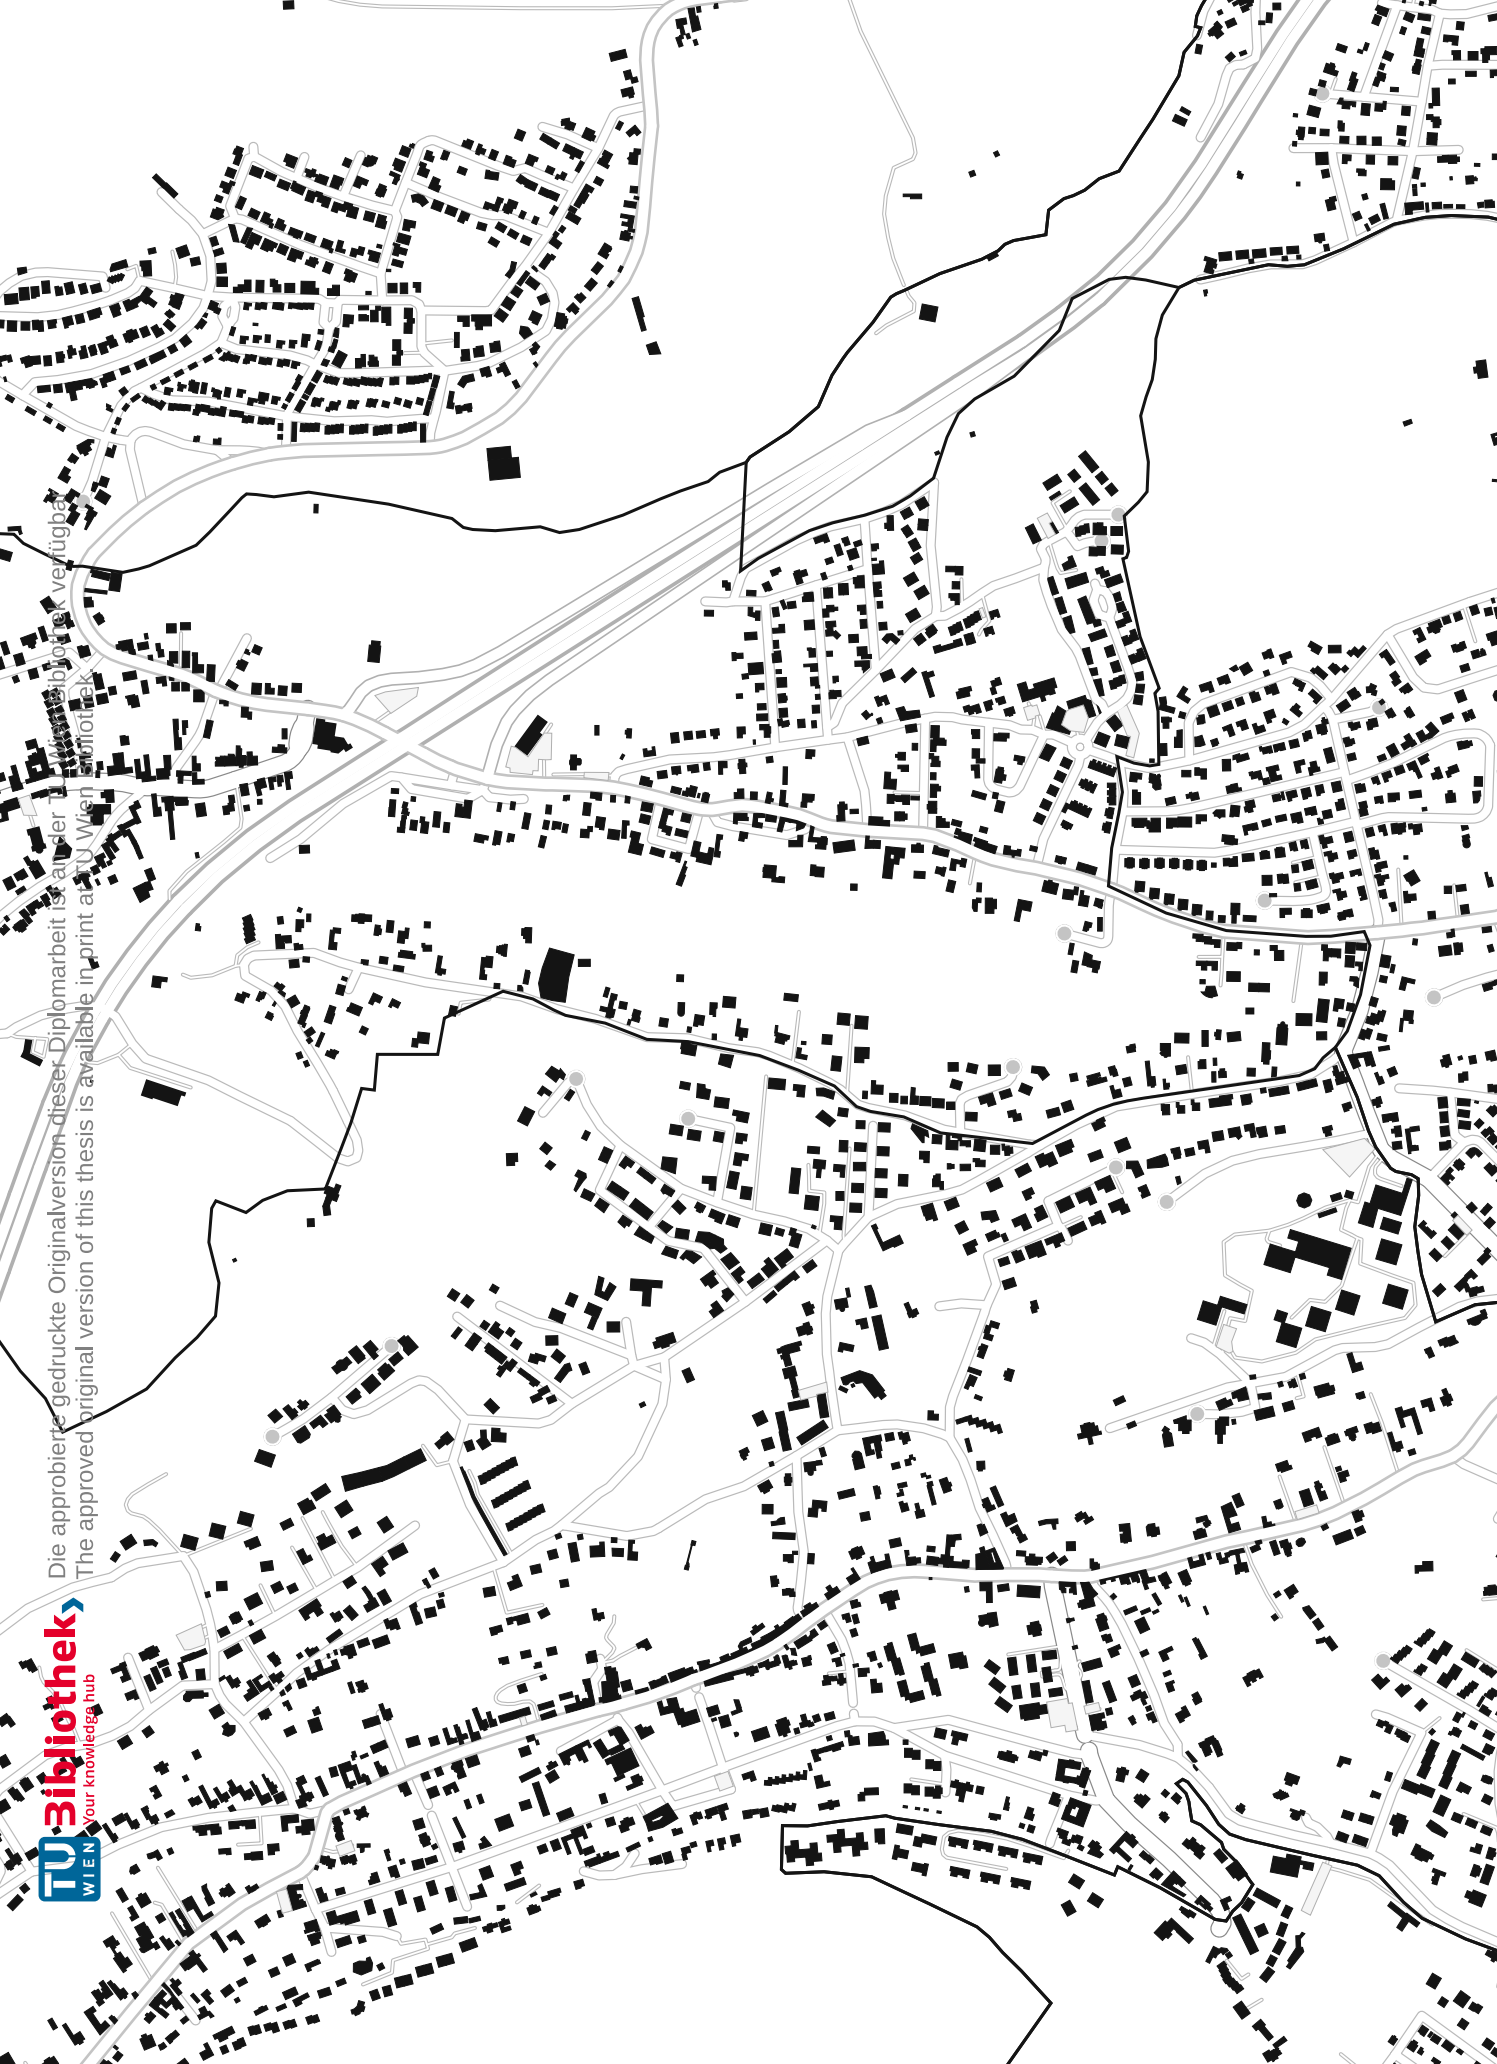 Die approbierte gedruckte Originalversion dieser Diplomarbeit ist an der TU Wien Bibliothek verfügbar
The approved original version of this thesis is available in print at TU Wien Bibliothek.
TU WIEN
Bibliothek
Your knowledge hub